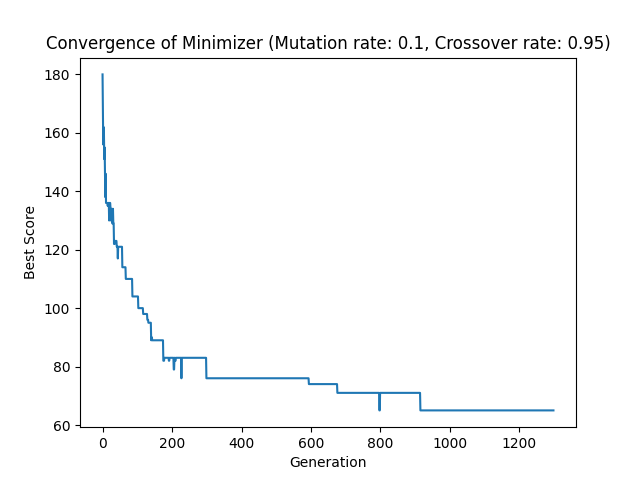 Convergence of Minimizer (Mutation rate: 0.1, Crossover rate: 0.95)
180
160
140
120
100
80
60
Best Score
0 200 400 600 800 1000 1200
Generation